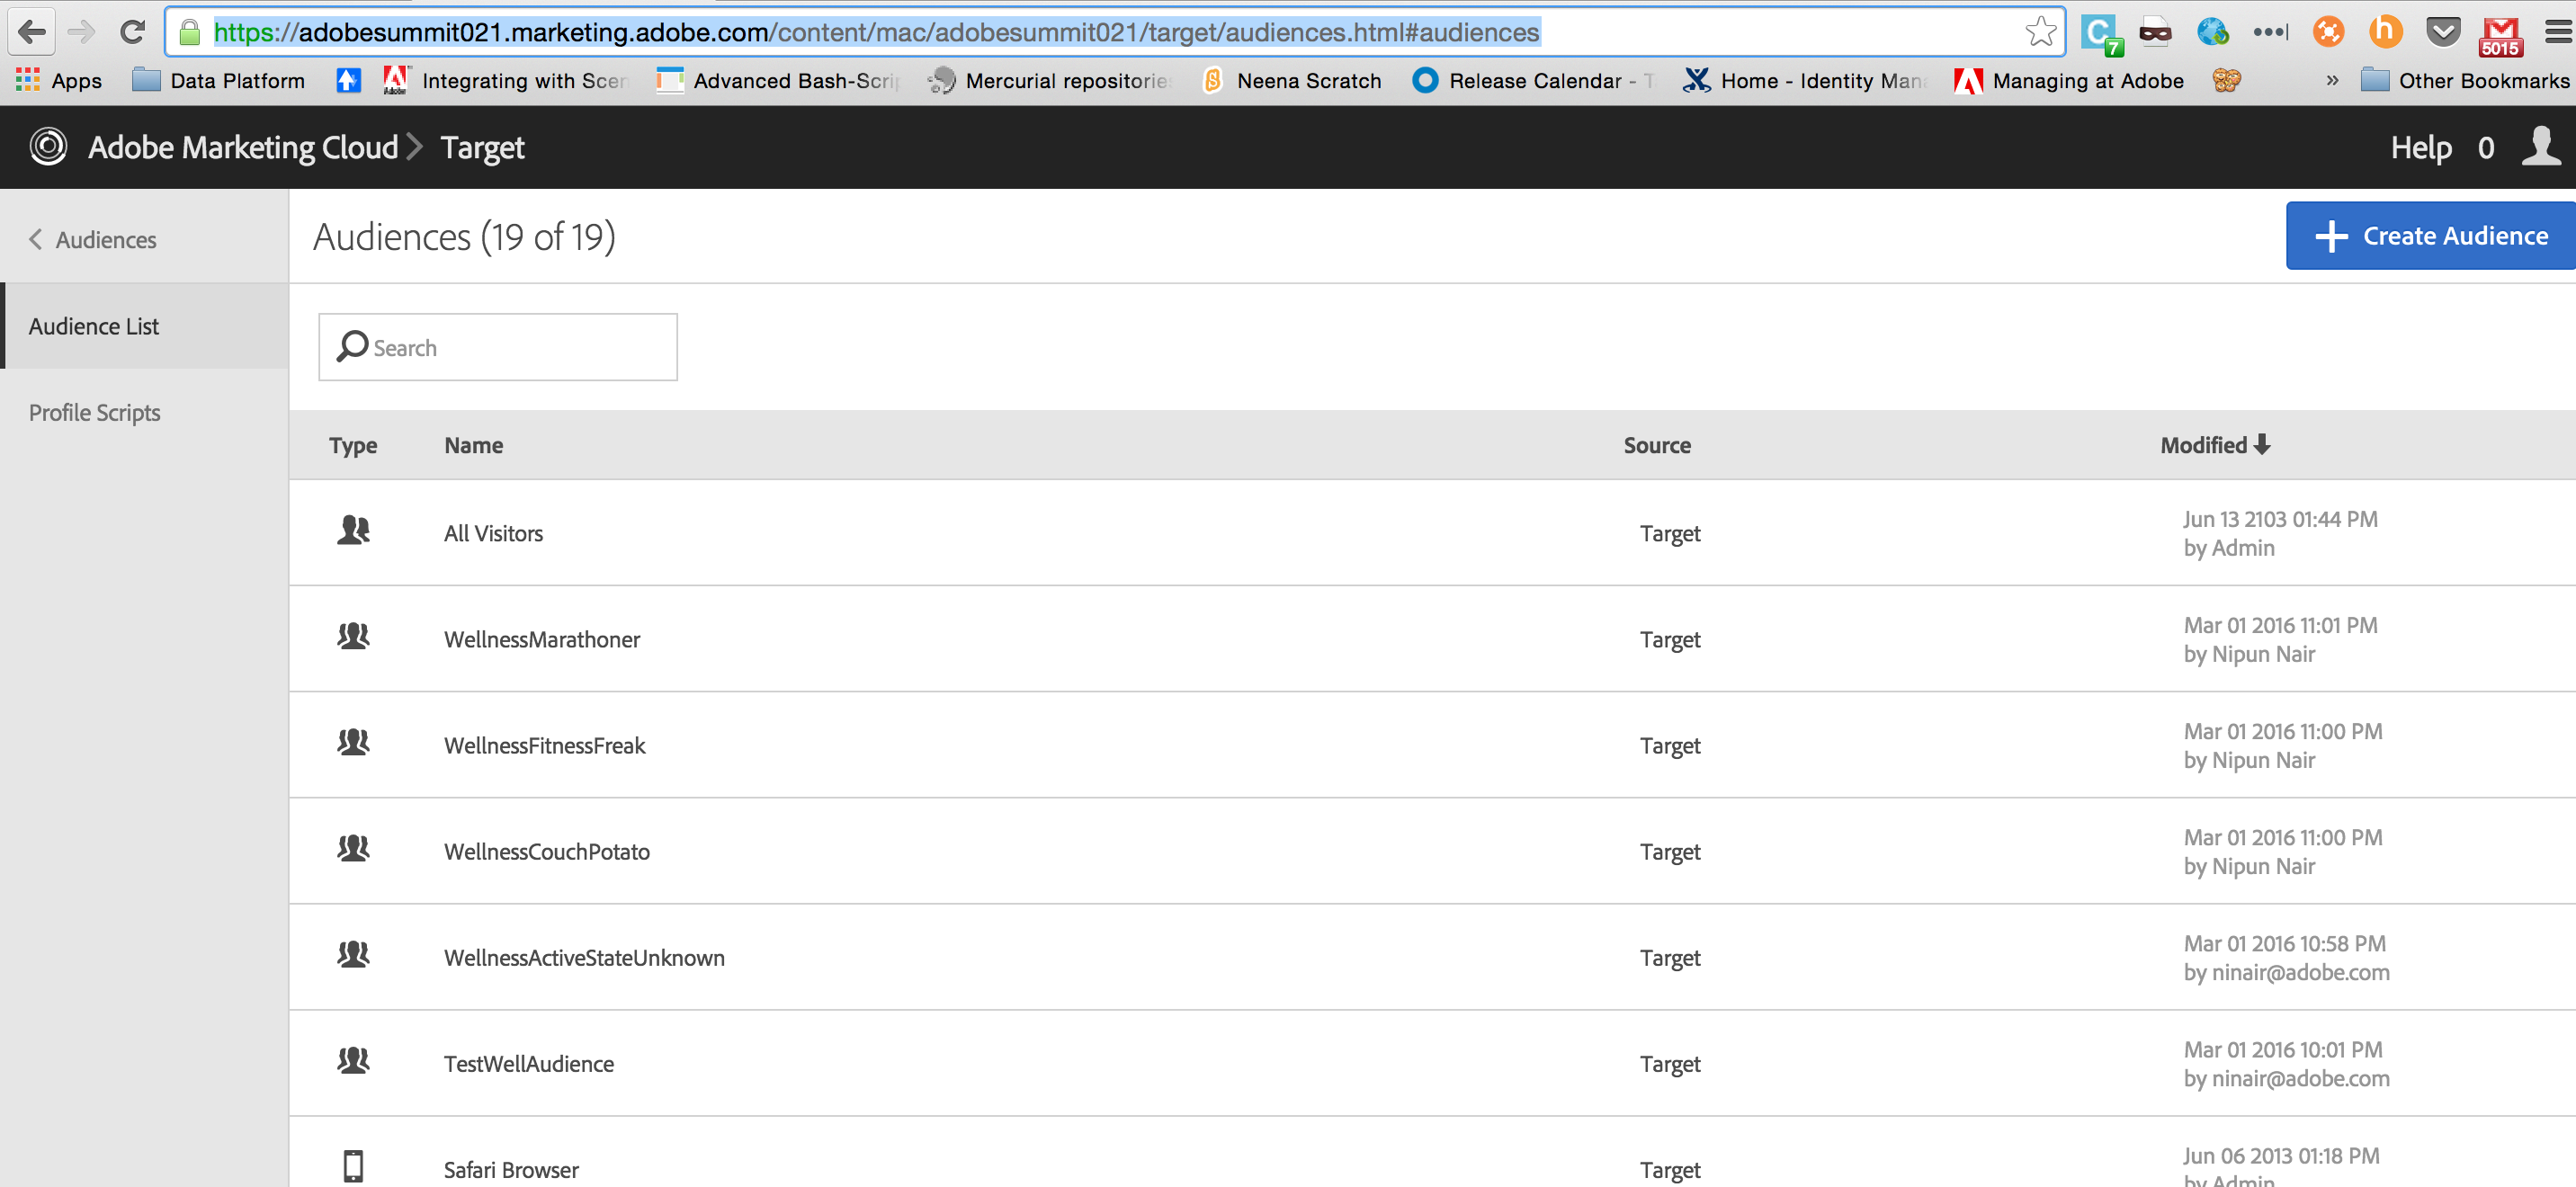 https://adobesummit021.marketing.adobe.com/content/mac/adobesummit021/target/audiences.html#audiences
C 7 h 5015
Apps Data Platform Adobe Integrating with Scen Advanced Bash-Scrip Mercurial repositories Neena Scratch Release Calendar - T Home - Identity Mana Managing at Adobe » Other Bookmarks
Adobe Marketing Cloud Target Help 0
Audiences
Audience List
Profile Scripts
Audiences (19 of 19)
Create Audience
Search
Type Name Source Modified
All Visitors Target Jun 13 2103 01:44 PM
by Admin
WellnessMarathoner Target Mar 01 2016 11:01 PM
by Nipun Nair
WellnessFitnessFreak Target Mar 01 2016 11:00 PM
by Nipun Nair
WellnessCouchPotato Target Mar 01 2016 11:00 PM
by Nipun Nair
WellnessActiveStateUnknown Target Mar 01 2016 10:58 PM
by ninair@adobe.com
TestWellAudience Target Mar 01 2016 10:01 PM
by ninair@adobe.com
Safari Browser Target Jun 06 2013 01:18 PM
by Admin